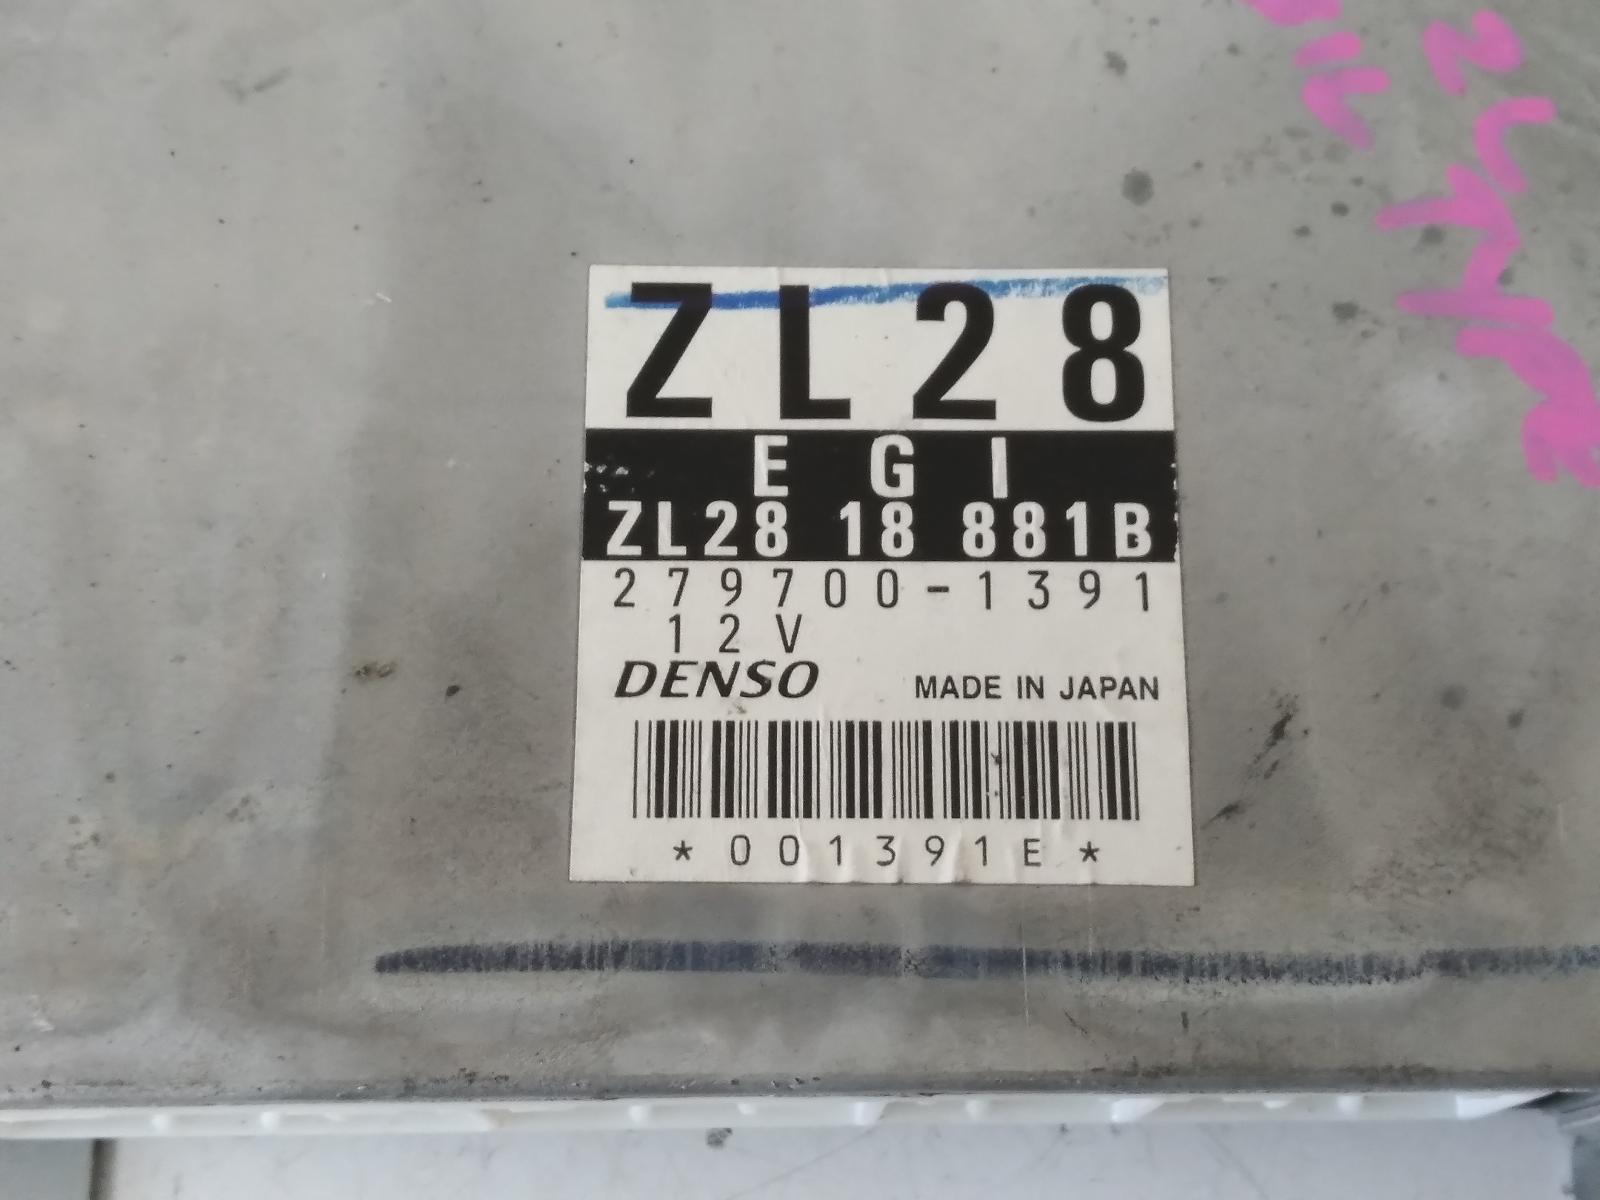 ZL28
EGI
ZL28 18 881B
279700-1391
12V
DENSO MADE IN JAPAN
*001391E*